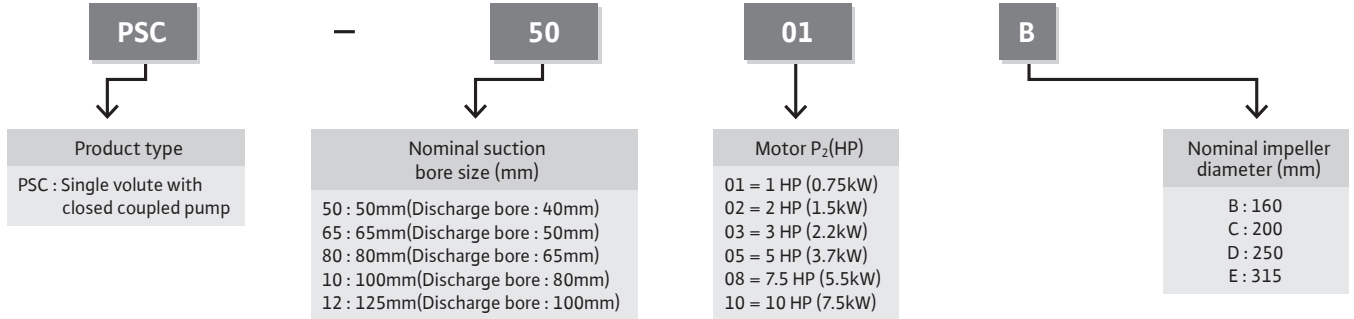 PSC – 50 01 B
Product type
PSC : Single volute with
closed coupled pump
Nominal suction
bore size (mm)
50 : 50mm(Discharge bore : 40mm)
65 : 65mm(Discharge bore : 50mm)
80 : 80mm(Discharge bore : 65mm)
10 : 100mm(Discharge bore : 80mm)
12 : 125mm(Discharge bore : 100mm)
Motor P₂(HP)
01 = 1 HP (0.75kW)
02 = 2 HP (1.5kW)
03 = 3 HP (2.2kW)
05 = 5 HP (3.7kW)
08 = 7.5 HP (5.5kW)
10 = 10 HP (7.5kW)
Nominal impeller
diameter (mm)
B : 160
C : 200
D : 250
E : 315